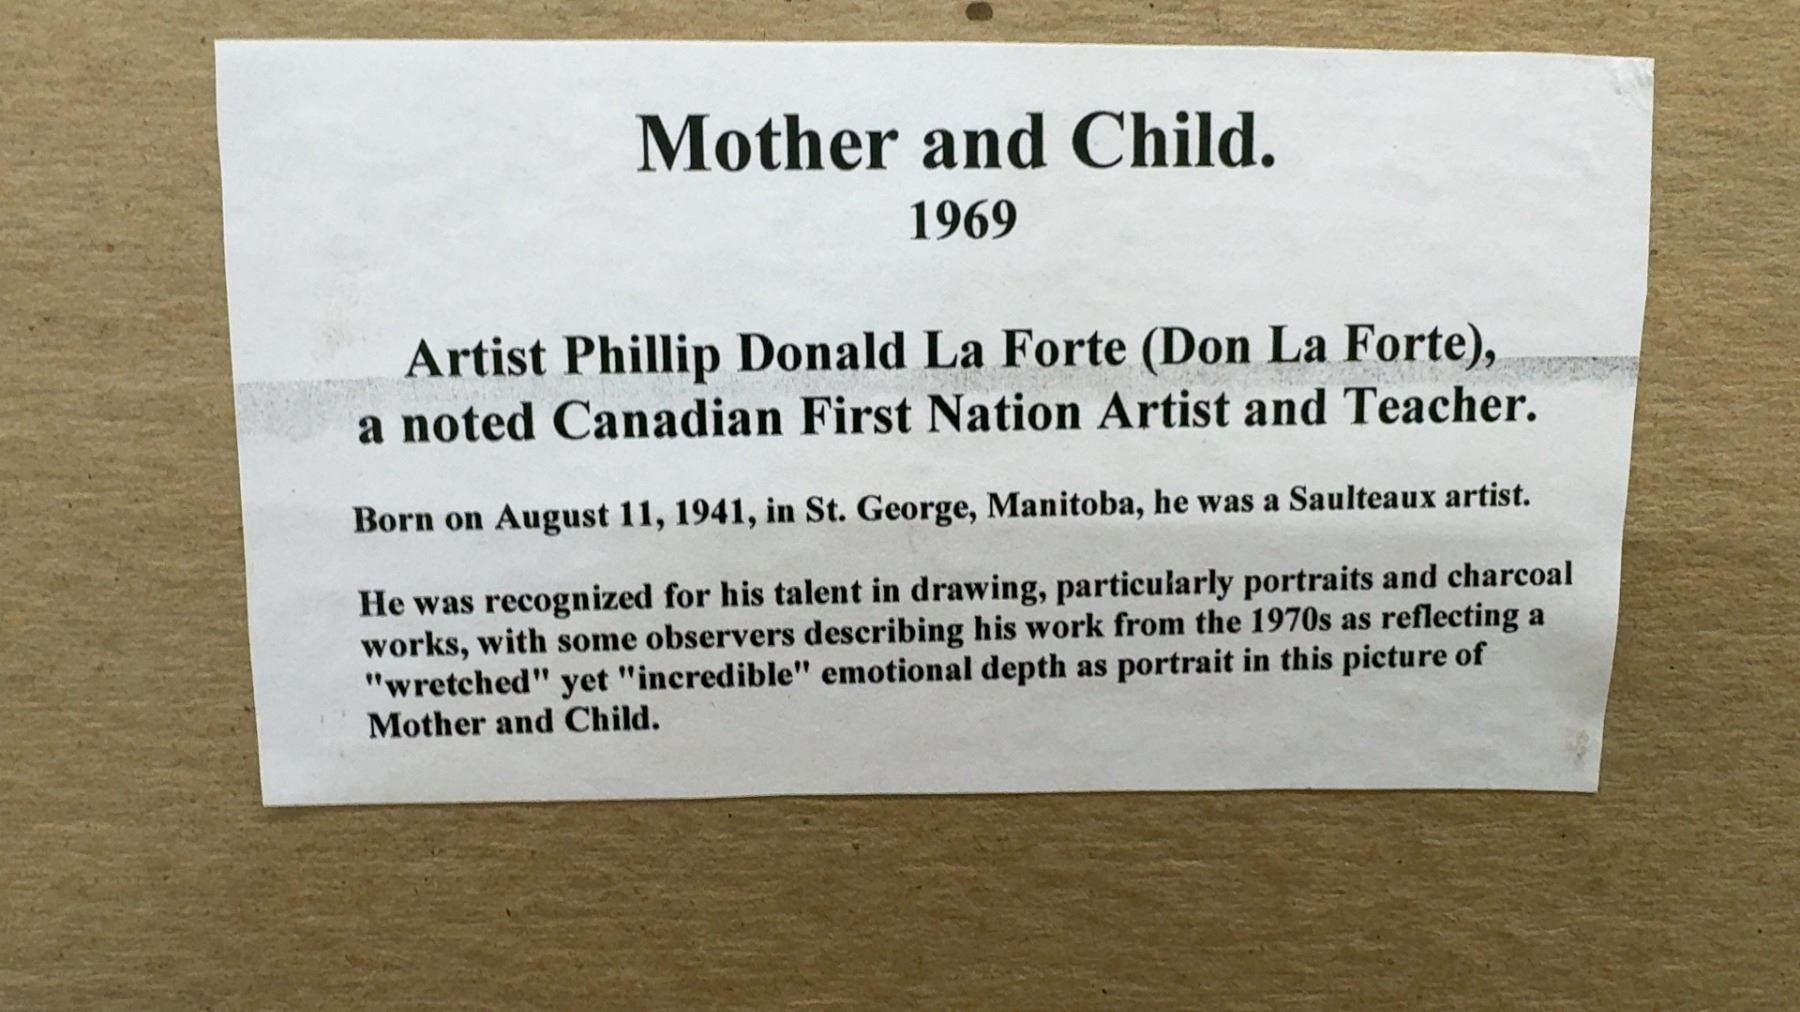 Mother and Child.
1969
Artist Phillip Donald La Forte (Don La Forte),
a noted Canadian First Nation Artist and Teacher.
Born on August 11, 1941, in St. George, Manitoba, he was a Saulteaux artist.
He was recognized for his talent in drawing, particularly portraits and charcoal
works, with some observers describing his work from the 1970s as reflecting a
"wretched" yet "incredible" emotional depth as portrait in this picture of
Mother and Child.